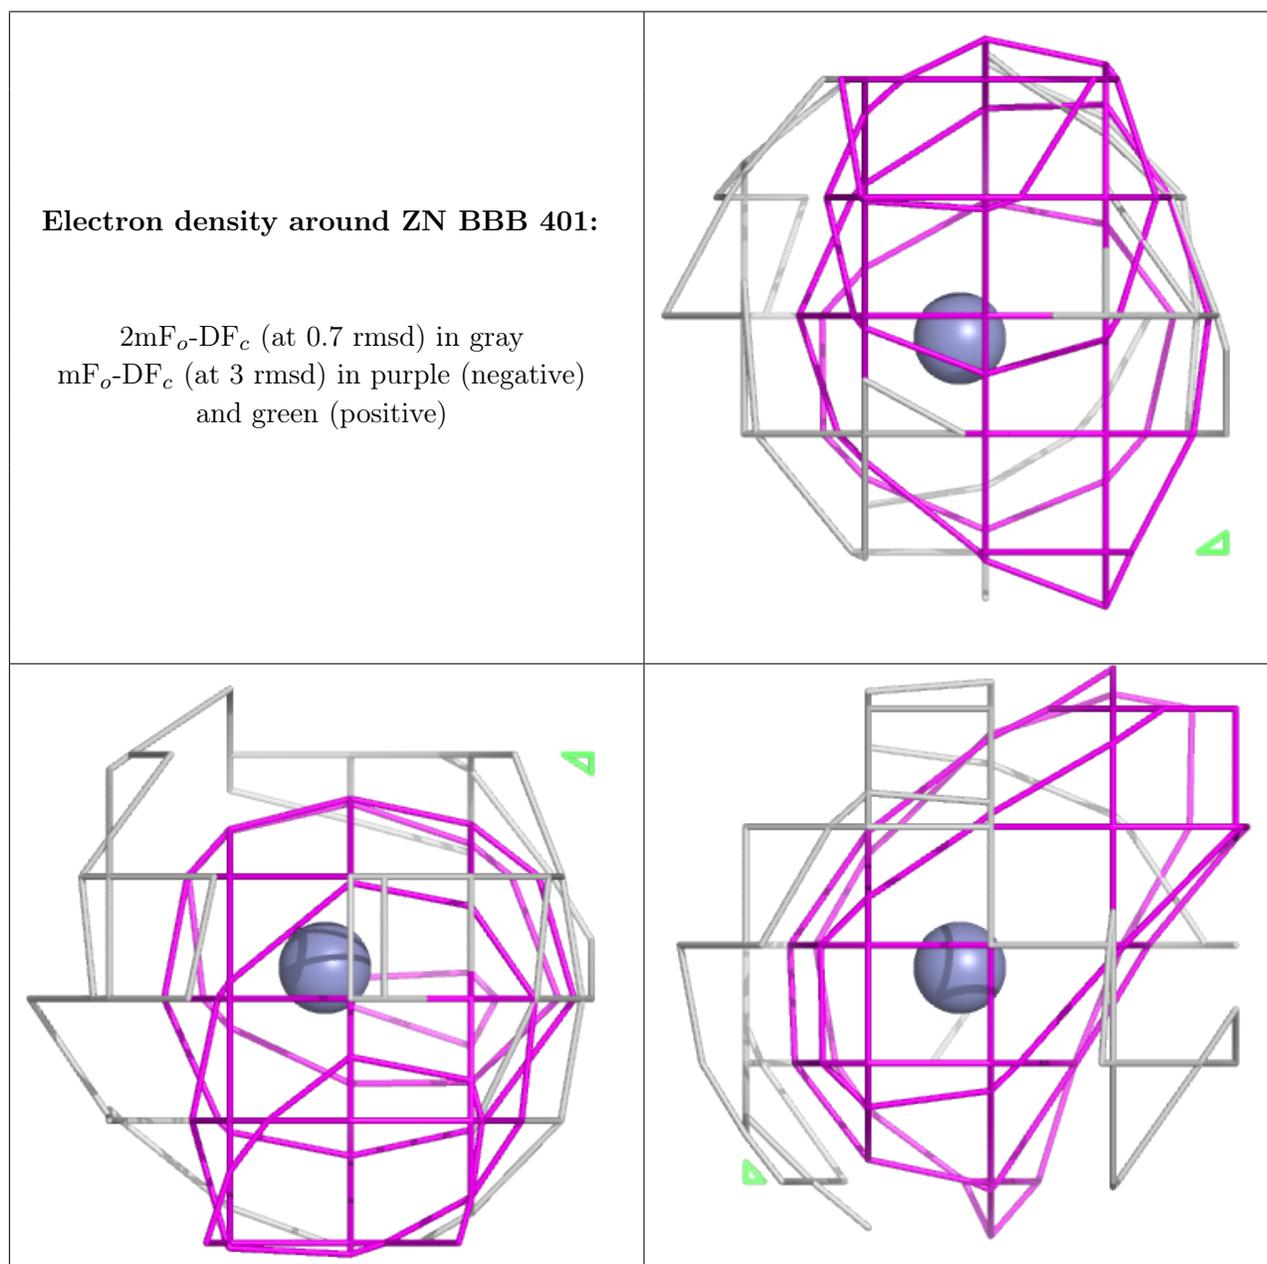 Electron density around ZN BBB 401:
2mFo-DFc (at 0.7 rmsd) in gray
mFo-DFc (at 3 rmsd) in purple (negative)
and green (positive)